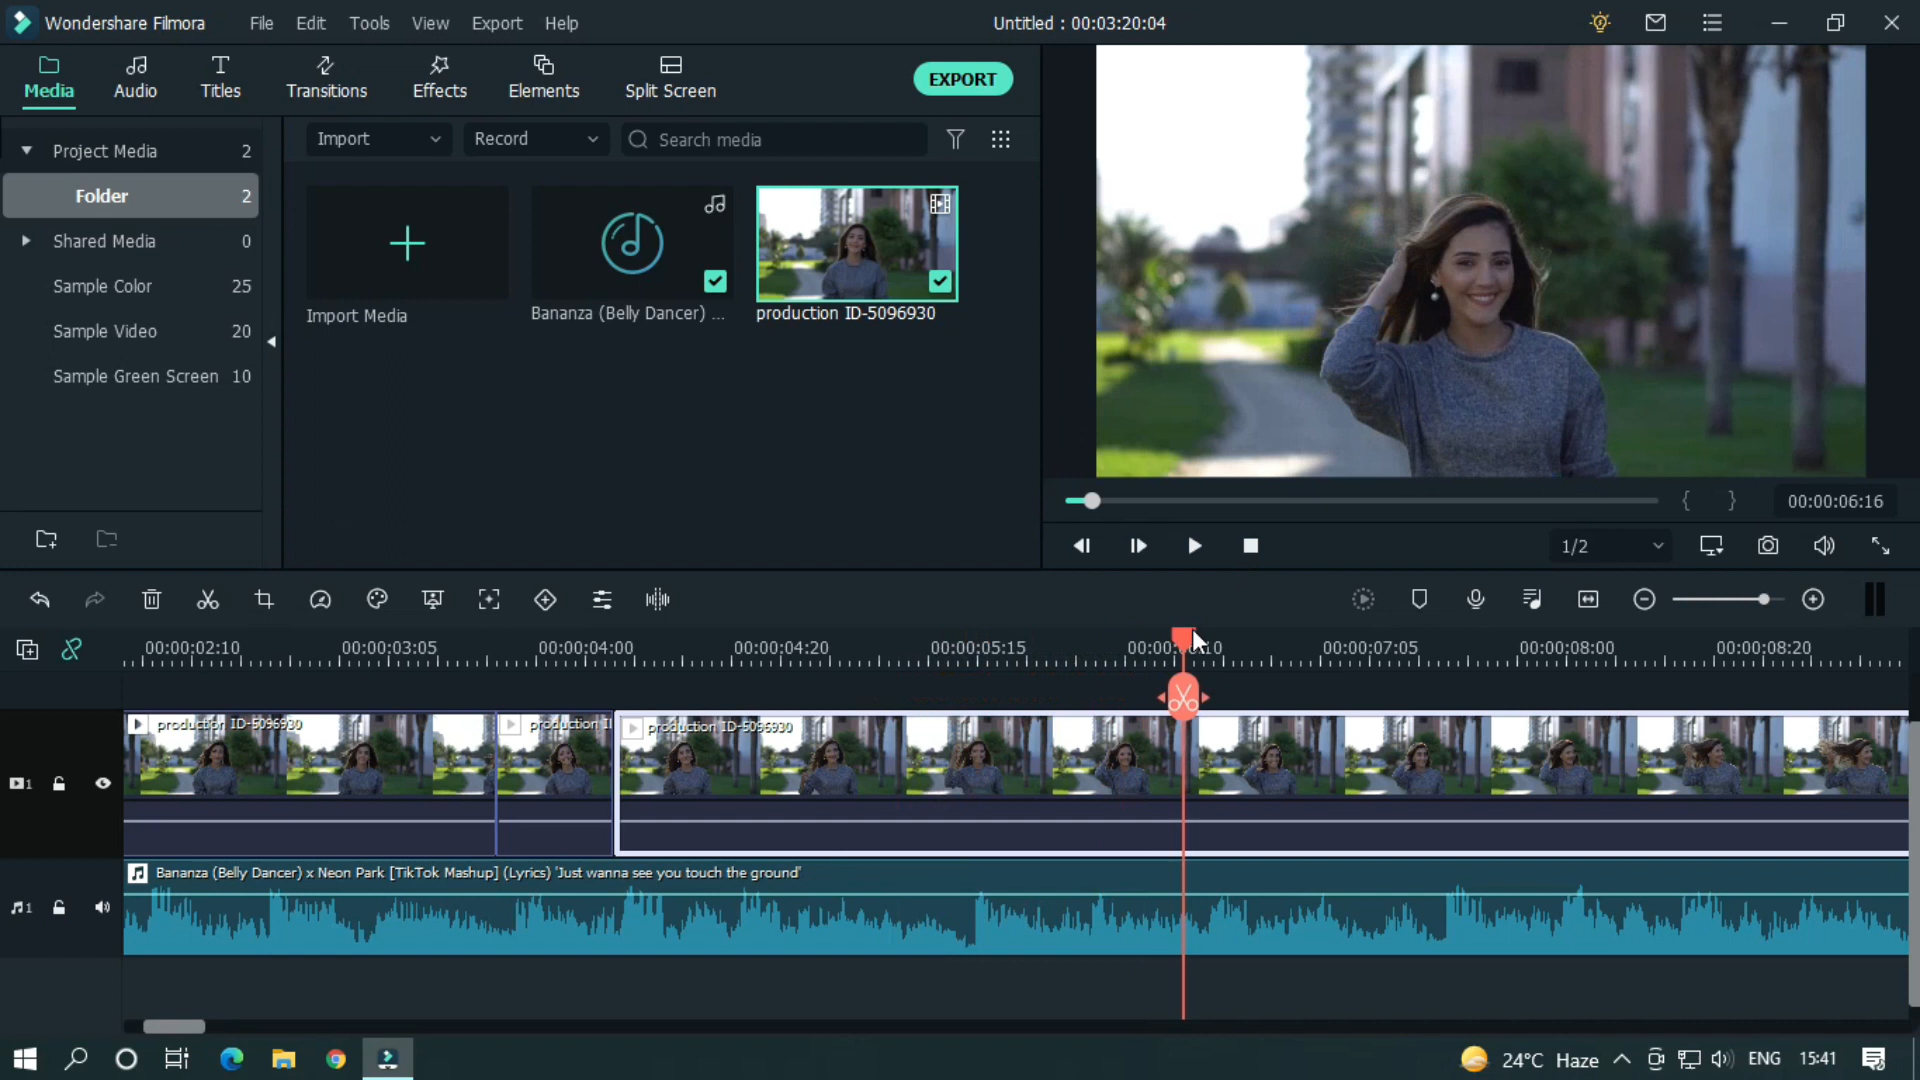 Wondershare Filmora
File
Edit
Tools
View
Export
Help
Untitled : 00:03:20:04
Media
Audio
Titles
Transitions
Effects
Elements
Split Screen
EXPORT
Project Media 2
Folder 2
Shared Media 0
Sample Color 25
Sample Video 20
Sample Green Screen 10
Import
Record
Search media
Import Media
Bananza (Belly Dancer) ...
production ID-5096930
00:00:06:16
1/2
00:00:02:10
00:00:03:05
00:00:04:00
00:00:04:20
00:00:05:15
00:00:07:05
00:00:08:00
00:00:08:20
production ID-5096930
production I
production ID-5096930
1
Bananza (Belly Dancer) x Neon Park [TikTok Mashup] (Lyrics) 'Just wanna see you touch the ground'
1
24°C Haze
ENG
15:41